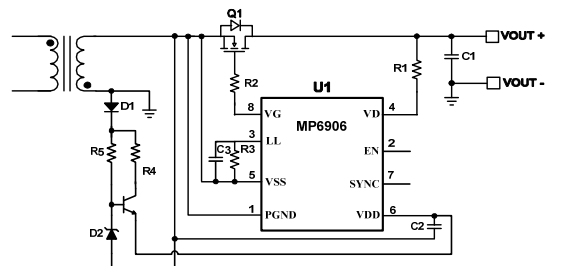 Q1
VOUT +
C1
R1
R2
U1
VOUT -
D1
8 VG
MP6906
VD 4
3 LL
EN 2
C3 R3
R5
R4
5 VSS
SYNC 7
1 PGND
VDD 6
D2
C2